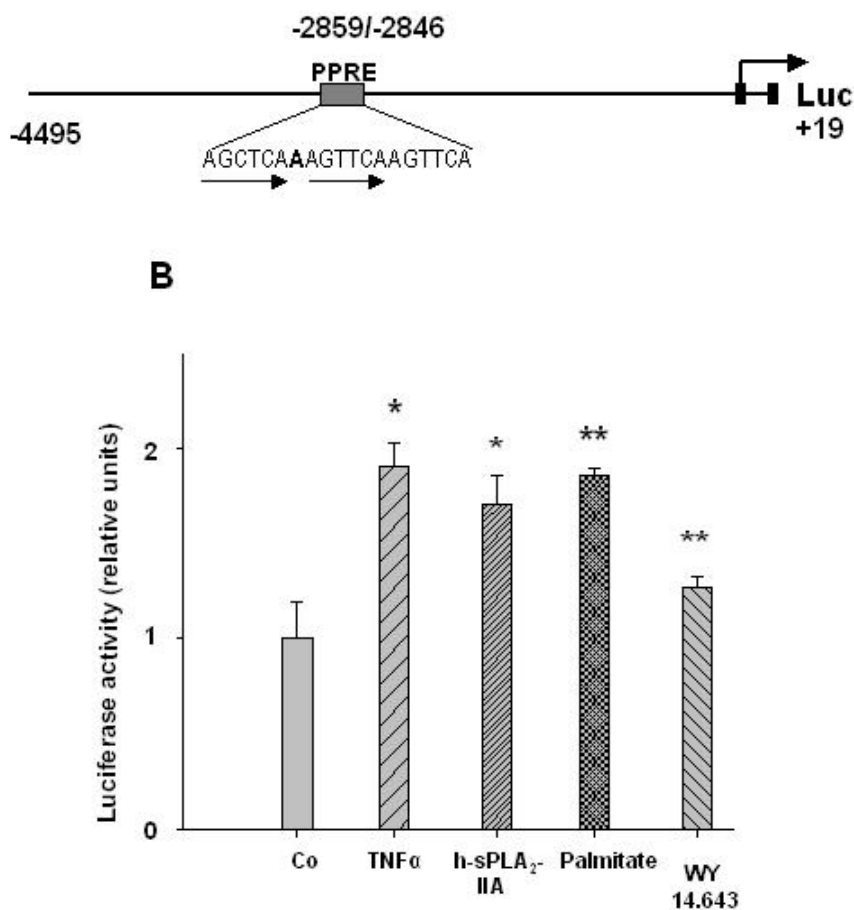 -2859/-2846
PPRE
Luc
-4495
+19
AGCTCAAAGTTCAAGTTCA
B
Luciferase activity (relative units)
2
1
0
*
*
**
**
Co
TNFα
h-sPLA₂-
IIA
Palmitate
WY
14.643